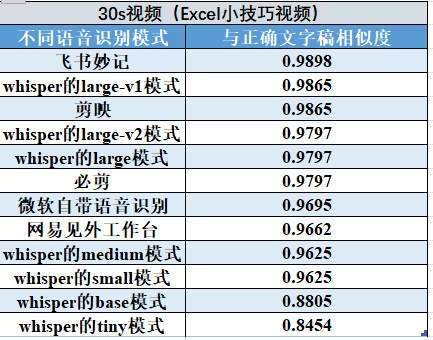 30s视频（Excel小技巧视频）
不同语音识别模式 与正确文字稿相似度
飞书妙记 0.9898
whisper的large-v1模式 0.9865
剪映 0.9865
whisper的large-v2模式 0.9797
whisper的large模式 0.9797
必剪 0.9797
微软自带语音识别 0.9695
网易见外工作台 0.9662
whisper的medium模式 0.9625
whisper的small模式 0.9625
whisper的base模式 0.8805
whisper的tiny模式 0.8454